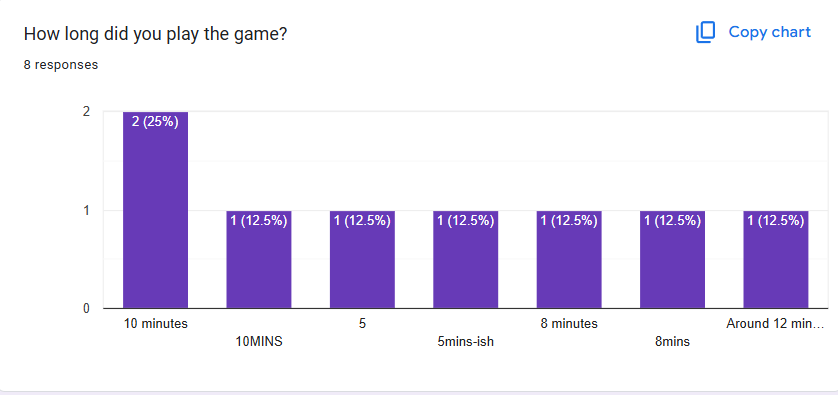 How long did you play the game?
Copy chart
8 responses
2
2 (25%)
1
1 (12.5%)
1 (12.5%)
1 (12.5%)
1 (12.5%)
1 (12.5%)
1 (12.5%)
0
10 minutes
10MINS
5
5mins-ish
8 minutes
8mins
Around 12 min…